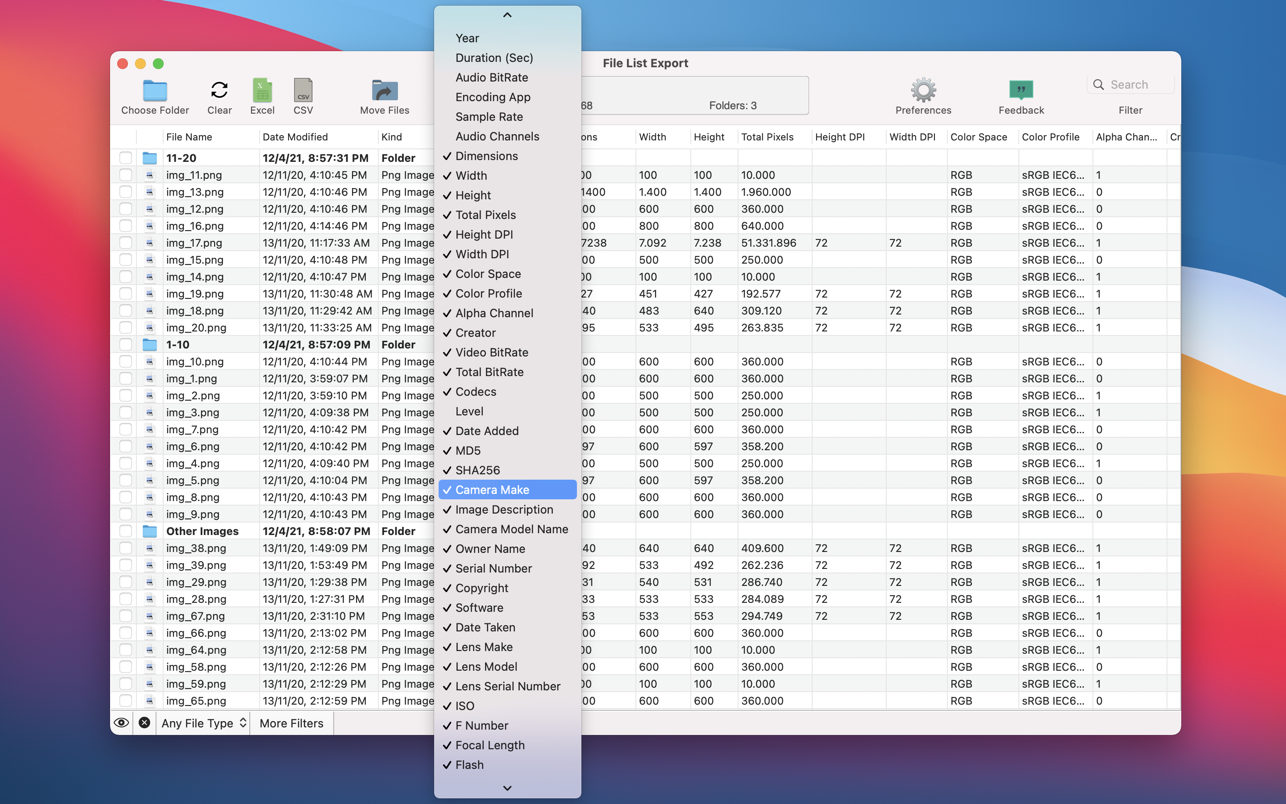 File List Export
Choose Folder
Clear
Excel
CSV
Move Files
68
Folders: 3
Preferences
Feedback
Search
Filter
Year
Duration (Sec)
Audio BitRate
Encoding App
Sample Rate
Audio Channels
Dimensions
Width
Height
Total Pixels
Height DPI
Width DPI
Color Space
Color Profile
Alpha Channel
Creator
Video BitRate
Total BitRate
Codecs
Level
Date Added
MD5
SHA256
Camera Make
Image Description
Camera Model Name
Owner Name
Serial Number
Copyright
Software
Date Taken
Lens Make
Lens Model
Lens Serial Number
ISO
F Number
Focal Length
Flash
File Name Date Modified Kind ons Width Height Total Pixels Height DPI Width DPI Color Space Color Profile Alpha Chan... Cr
11-20 12/4/21, 8:57:31 PM Folder
img_11.png 12/11/20, 4:10:45 PM Png Image 00 100 100 10.000 RGB sRGB IEC6... 1
img_13.png 12/11/20, 4:10:46 PM Png Image 1400 1.400 1.400 1.960.000 RGB sRGB IEC6... 0
img_12.png 12/11/20, 4:10:46 PM Png Image 00 600 600 360.000 RGB sRGB IEC6... 0
img_16.png 12/11/20, 4:14:46 PM Png Image 00 800 800 640.000 RGB sRGB IEC6... 0
img_17.png 13/11/20, 11:17:33 AM Png Image 7238 7.092 7.238 51.331.896 72 72 RGB sRGB IEC6... 1
img_15.png 12/11/20, 4:10:48 PM Png Image 00 500 500 250.000 RGB sRGB IEC6... 0
img_14.png 12/11/20, 4:10:47 PM Png Image 00 100 100 10.000 RGB sRGB IEC6... 1
img_19.png 13/11/20, 11:30:48 AM Png Image 27 451 427 192.577 72 72 RGB sRGB IEC6... 1
img_18.png 13/11/20, 11:29:42 AM Png Image 40 483 640 309.120 72 72 RGB sRGB IEC6... 1
img_20.png 13/11/20, 11:33:25 AM Png Image 95 533 495 263.835 72 72 RGB sRGB IEC6... 1
1-10 12/4/21, 8:57:09 PM Folder
img_10.png 12/11/20, 4:10:44 PM Png Image 00 600 600 360.000 RGB sRGB IEC6... 0
img_1.png 12/11/20, 3:59:07 PM Png Image 00 600 600 360.000 RGB sRGB IEC6... 0
img_2.png 12/11/20, 3:59:10 PM Png Image 00 500 500 250.000 RGB sRGB IEC6... 1
img_3.png 12/11/20, 4:09:38 PM Png Image 00 500 500 250.000 RGB sRGB IEC6... 1
img_7.png 12/11/20, 4:10:42 PM Png Image 00 600 600 360.000 RGB sRGB IEC6... 0
img_6.png 12/11/20, 4:10:42 PM Png Image 97 600 597 358.200 RGB sRGB IEC6... 0
img_4.png 12/11/20, 4:09:40 PM Png Image 00 500 500 250.000 RGB sRGB IEC6... 1
img_5.png 12/11/20, 4:10:04 PM Png Image 97 600 597 358.200 RGB sRGB IEC6... 0
img_8.png 12/11/20, 4:10:43 PM Png Image 00 600 600 360.000 RGB sRGB IEC6... 0
img_9.png 12/11/20, 4:10:43 PM Png Image 00 600 600 360.000 RGB sRGB IEC6... 0
Other Images 12/4/21, 8:58:07 PM Folder
img_38.png 13/11/20, 1:49:09 PM Png Image 40 640 640 409.600 72 72 RGB sRGB IEC6... 1
img_39.png 13/11/20, 1:53:49 PM Png Image 92 533 492 262.236 72 72 RGB sRGB IEC6... 1
img_29.png 13/11/20, 1:29:38 PM Png Image 31 540 531 286.740 72 72 RGB sRGB IEC6... 1
img_28.png 13/11/20, 1:27:31 PM Png Image 33 533 533 284.089 72 72 RGB sRGB IEC6... 1
img_67.png 13/11/20, 2:31:10 PM Png Image 53 533 553 294.749 72 72 RGB sRGB IEC6... 1
img_66.png 13/11/20, 2:13:02 PM Png Image 00 600 600 360.000 RGB sRGB IEC6... 0
img_64.png 13/11/20, 2:12:58 PM Png Image 00 100 100 10.000 RGB sRGB IEC6... 1
img_58.png 13/11/20, 2:12:26 PM Png Image 00 600 600 360.000 RGB sRGB IEC6... 0
img_59.png 13/11/20, 2:12:29 PM Png Image 00 100 100 10.000 RGB sRGB IEC6... 1
img_65.png 13/11/20, 2:12:59 PM Png Image 00 600 600 360.000 RGB sRGB IEC6... 0
Any File Type More Filters